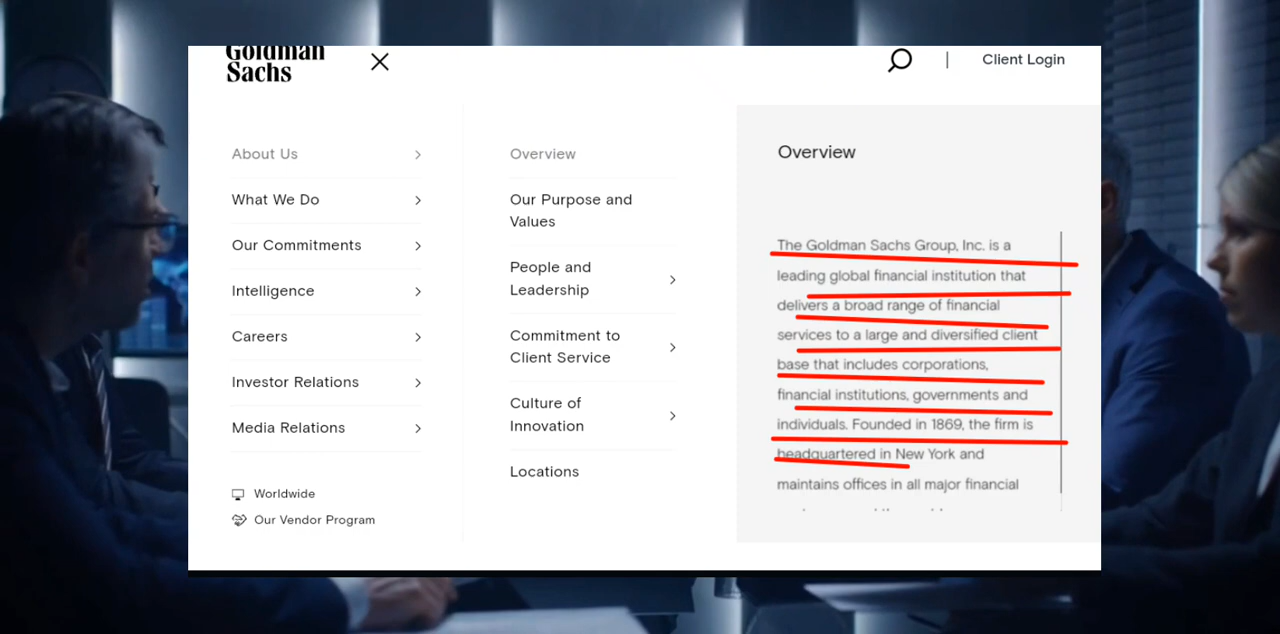 Goldman
Sachs
Client Login
About Us
What We Do
Our Commitments
Intelligence
Careers
Investor Relations
Media Relations
Worldwide
Our Vendor Program
Overview
Our Purpose and
Values
People and
Leadership
Commitment to
Client Service
Culture of
Innovation
Locations
Overview
The Goldman Sachs Group, Inc. is a
leading global financial institution that
delivers a broad range of financial
services to a large and diversified client
base that includes corporations,
financial institutions, governments and
individuals. Founded in 1869, the firm is
headquartered in New York and
maintains offices in all major financial